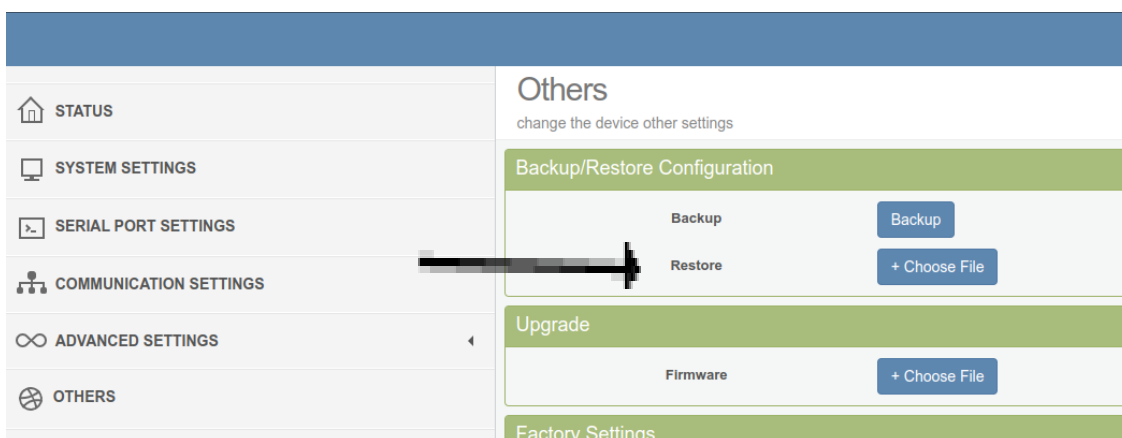 STATUS
SYSTEM SETTINGS
SERIAL PORT SETTINGS
COMMUNICATION SETTINGS
ADVANCED SETTINGS
OTHERS
Others
change the device other settings
Backup/Restore Configuration
Backup Backup
Restore + Choose File
Upgrade
Firmware + Choose File
Factory Settings